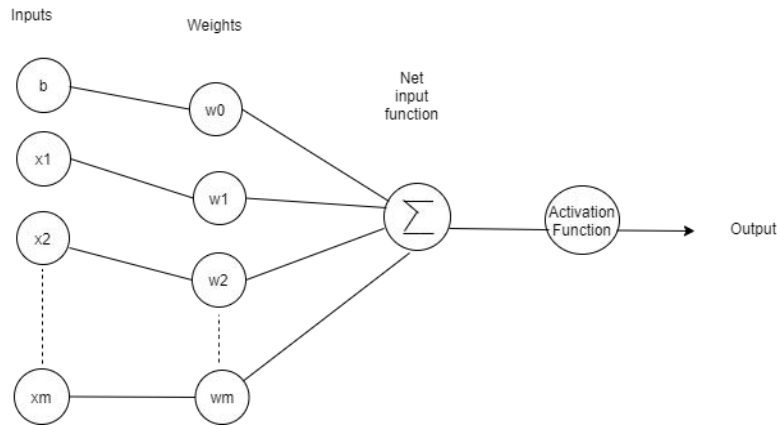 Inputs
Weights
b
w0
Net
input
function
x1
w1
x2
w2
∑
Activation
Function
Output
xm
wm